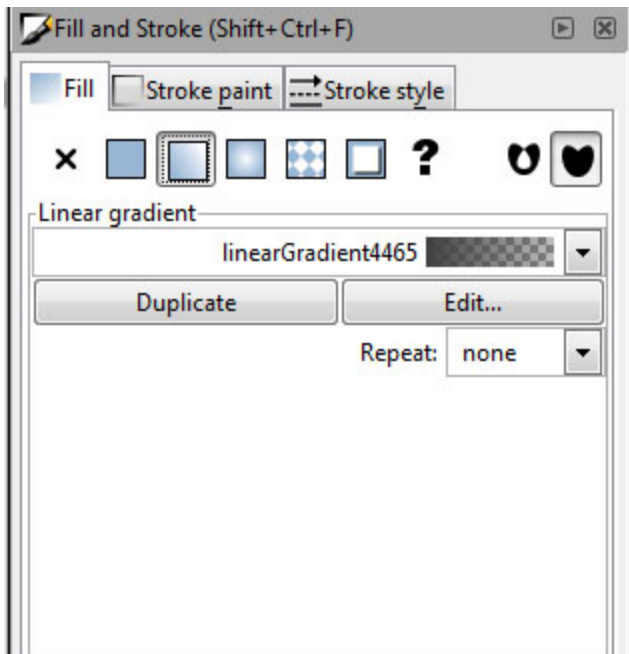 Fill and Stroke (Shift+Ctrl+F)
Fill Stroke paint Stroke style
?
Linear gradient
linearGradient4465
Duplicate Edit...
Repeat: none